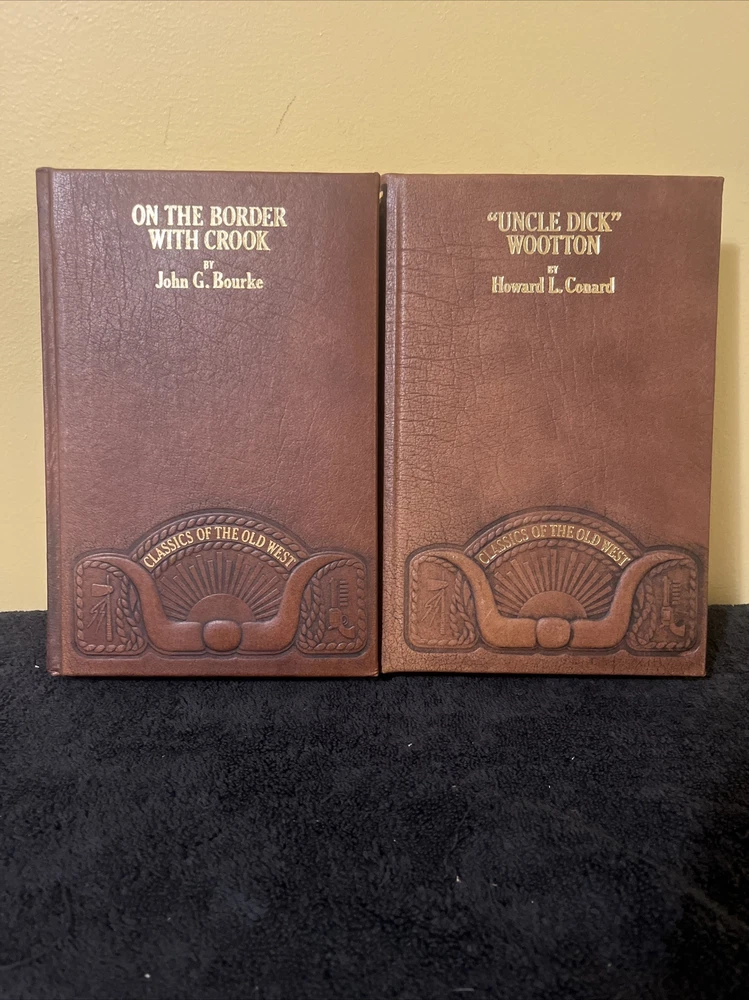 ON THE BORDER
WITH CROOK
BY
John G. Bourke
CLASSICS OF THE OLD WEST
"UNCLE DICK"
WOOTTON
BY
Howard L. Conard
CLASSICS OF THE OLD WEST